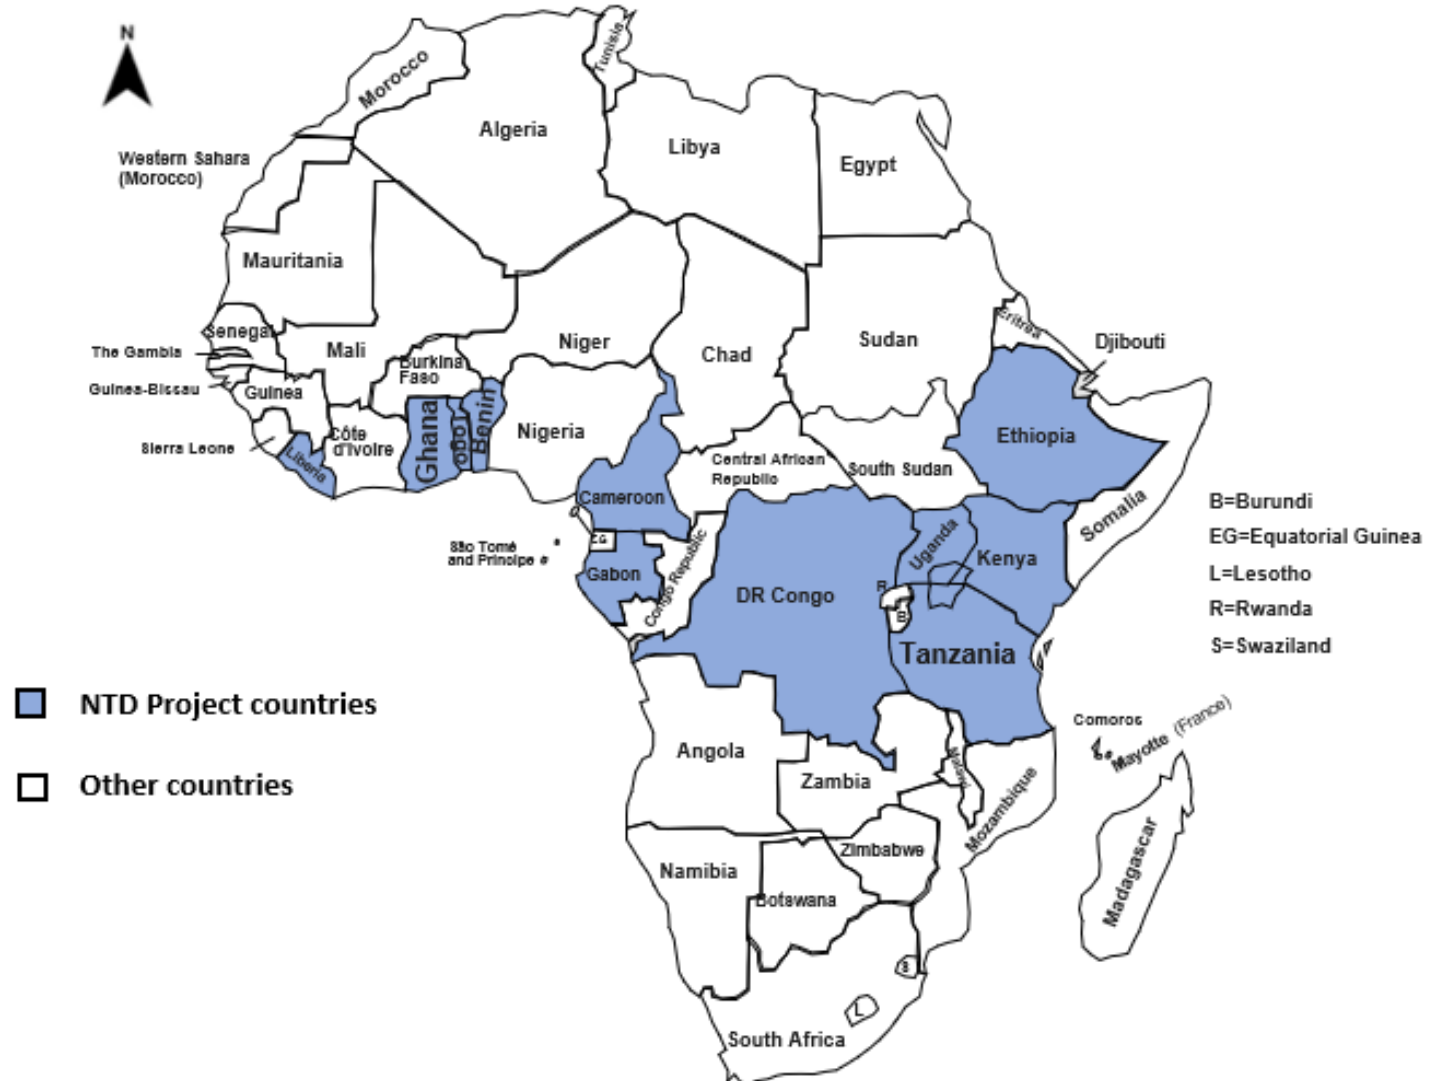 N
Morocco
Tunisia
Algeria
Libya
Egypt
Western Sahara
(Morocco)
Mauritania
Senegal
The Gambia
Guinea-Bissau
Guinea
Sierra Leone
Liberia
Mali
Burkina
Faso
Côte
d'Ivoire
Ghana
Togo
Benin
Niger
Nigeria
Chad
Sudan
Eritrea
Djibouti
Ethiopia
Somalia
Central African
Republic
South Sudan
Cameroon
São Tomé
and Principe
EG
Gabon
Congo Republic
DR Congo
Uganda
Kenya
R
B
Tanzania
B=Burundi
EG=Equatorial Guinea
L=Lesotho
R=Rwanda
S=Swaziland
NTD Project countries
Other countries
Angola
Zambia
Malawi
Mozambique
Comoros
Mayotte (France)
Madagascar
Zimbabwe
Namibia
Botswana
S
L
South Africa